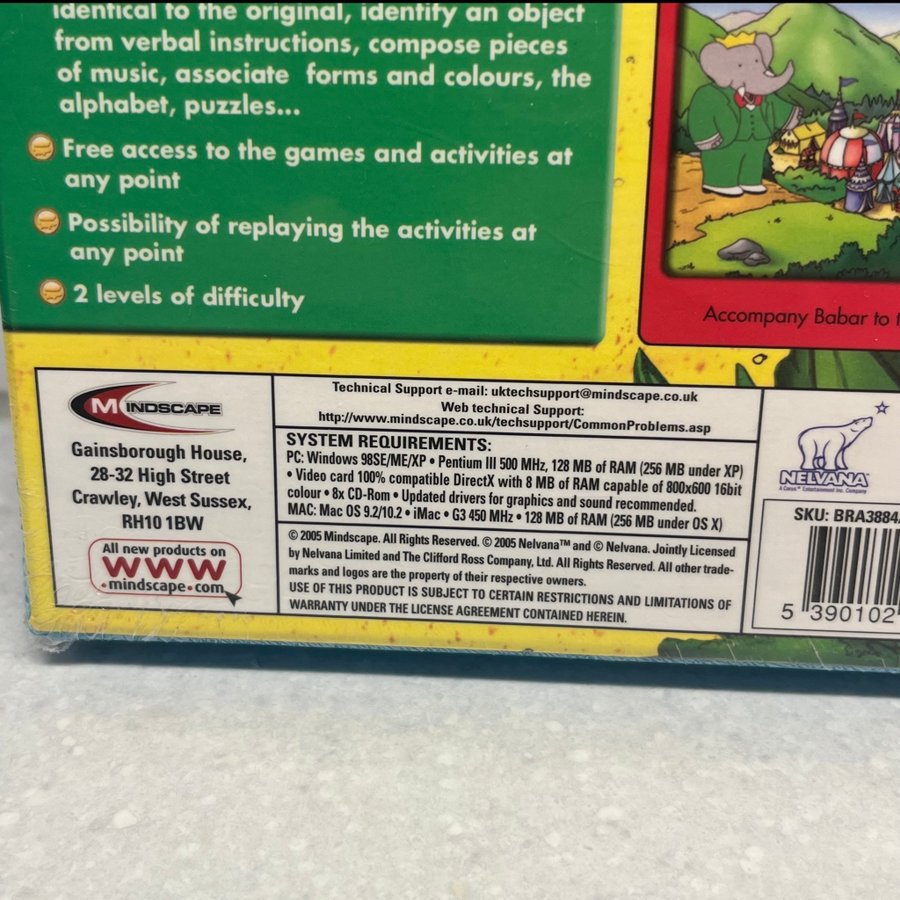 identical to the original, identify an object
from verbal instructions, compose pieces
of music, associate forms and colours, the
alphabet, puzzles...
Free access to the games and activities at
any point
Possibility of replaying the activities at
any point
2 levels of difficulty
Accompany Babar to
MINDSCAPE
Gainsborough House,
28-32 High Street
Crawley, West Sussex,
RH10 1BW
All new products on
www
•mindscape•com
Technical Support e-mail: uktechsupport@mindscape.co.uk
Web technical Support:
http://www.mindscape.co.uk/techsupport/CommonProblems.asp
SYSTEM REQUIREMENTS:
PC: Windows 98SE/ME/XP • Pentium III 500 MHz, 128 MB of RAM (256 MB under XP)
• Video card 100% compatible DirectX with 8 MB of RAM capable of 800x600 16bit
colour • 8x CD-Rom • Updated drivers for graphics and sound recommended.
MAC: Mac OS 9.2/10.2 • iMac • G3 450 MHz • 128 MB of RAM (256 MB under OS X)
© 2005 Mindscape. All Rights Reserved. © 2005 Nelvana™ and © Nelvana. Jointly Licensed
by Nelvana Limited and The Clifford Ross Company, Ltd. All Rights Reserved. All other trade-
marks and logos are the property of their respective owners.
USE OF THIS PRODUCT IS SUBJECT TO CERTAIN RESTRICTIONS AND LIMITATIONS OF
WARRANTY UNDER THE LICENSE AGREEMENT CONTAINED HEREIN.
NELVANA
A Corus™ Entertainment Inc. Company
SKU: BRA3884
5 390102